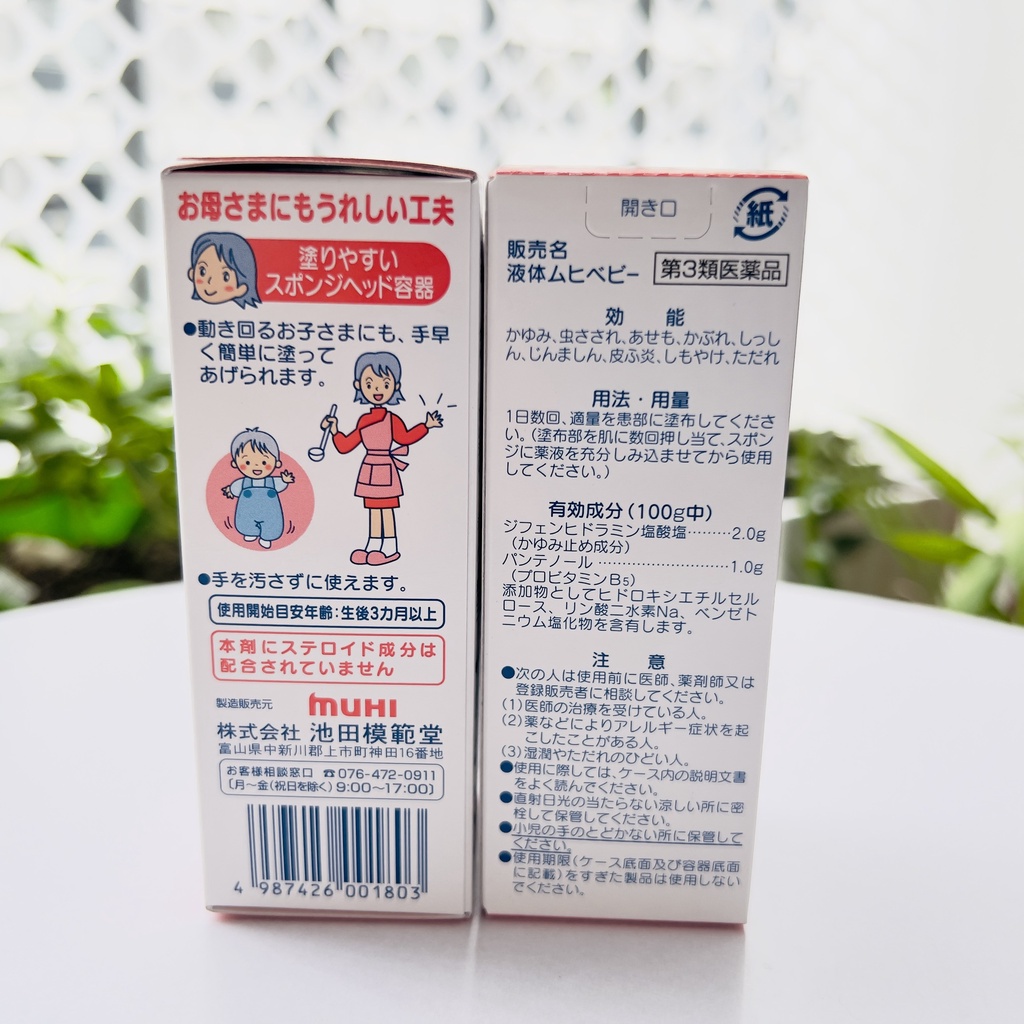 お母さまにもうれしい工夫
塗りやすい
スポンジヘッド容器
●動き回るお子さまにも、手早
く簡単に塗って
あげられます。
●手を汚さずに使えます。
使用開始目安年齢:生後3カ月以上
本剤にステロイド成分は
配合されていません
製造販売元 MUHI
株式会社 池田模範堂
富山県中新川郡上市町神田16番地
お客様相談窓口 ☎076-472-0911
〔月〜金(祝日を除く) 9:00〜17:00〕
4 987426 001803
開き口
紙
販売名
液体ムヒベビー 第3類医薬品
効 能
かゆみ、虫さされ、あせも、かぶれ、しっし
ん、じんましん、皮ふ炎、しもやけ、ただれ
用法・用量
1日数回、適量を患部に塗布してくださ
い。(塗布部を肌に数回押し当て、スポン
ジに薬液を充分しみ込ませてから使用
してください。)
有効成分(100g中)
ジフェンヒドラミン塩酸塩………2.0g
(かゆみ止め成分)
パンテノール…………………………1.0g
(プロビタミンB₅)
添加物としてヒドロキシエチルセル
ロース、リン酸二水素Na、ベンゼト
ニウム塩化物を含有します。
注 意
●次の人は使用前に医師、薬剤師又は
登録販売者に相談してください。
(1)医師の治療を受けている人。
(2)薬などによりアレルギー症状を起
こしたことがある人。
(3)湿潤やただれのひどい人。
●使用に際しては、ケース内の説明文書
をよく読んでください。
●直射日光の当たらない涼しい所に密
栓して保管してください。
●小児の手のとどかない所に保管して
ください。
●使用期限(ケース底面及び容器底面
に記載)をすぎた製品は使用しない
でください。